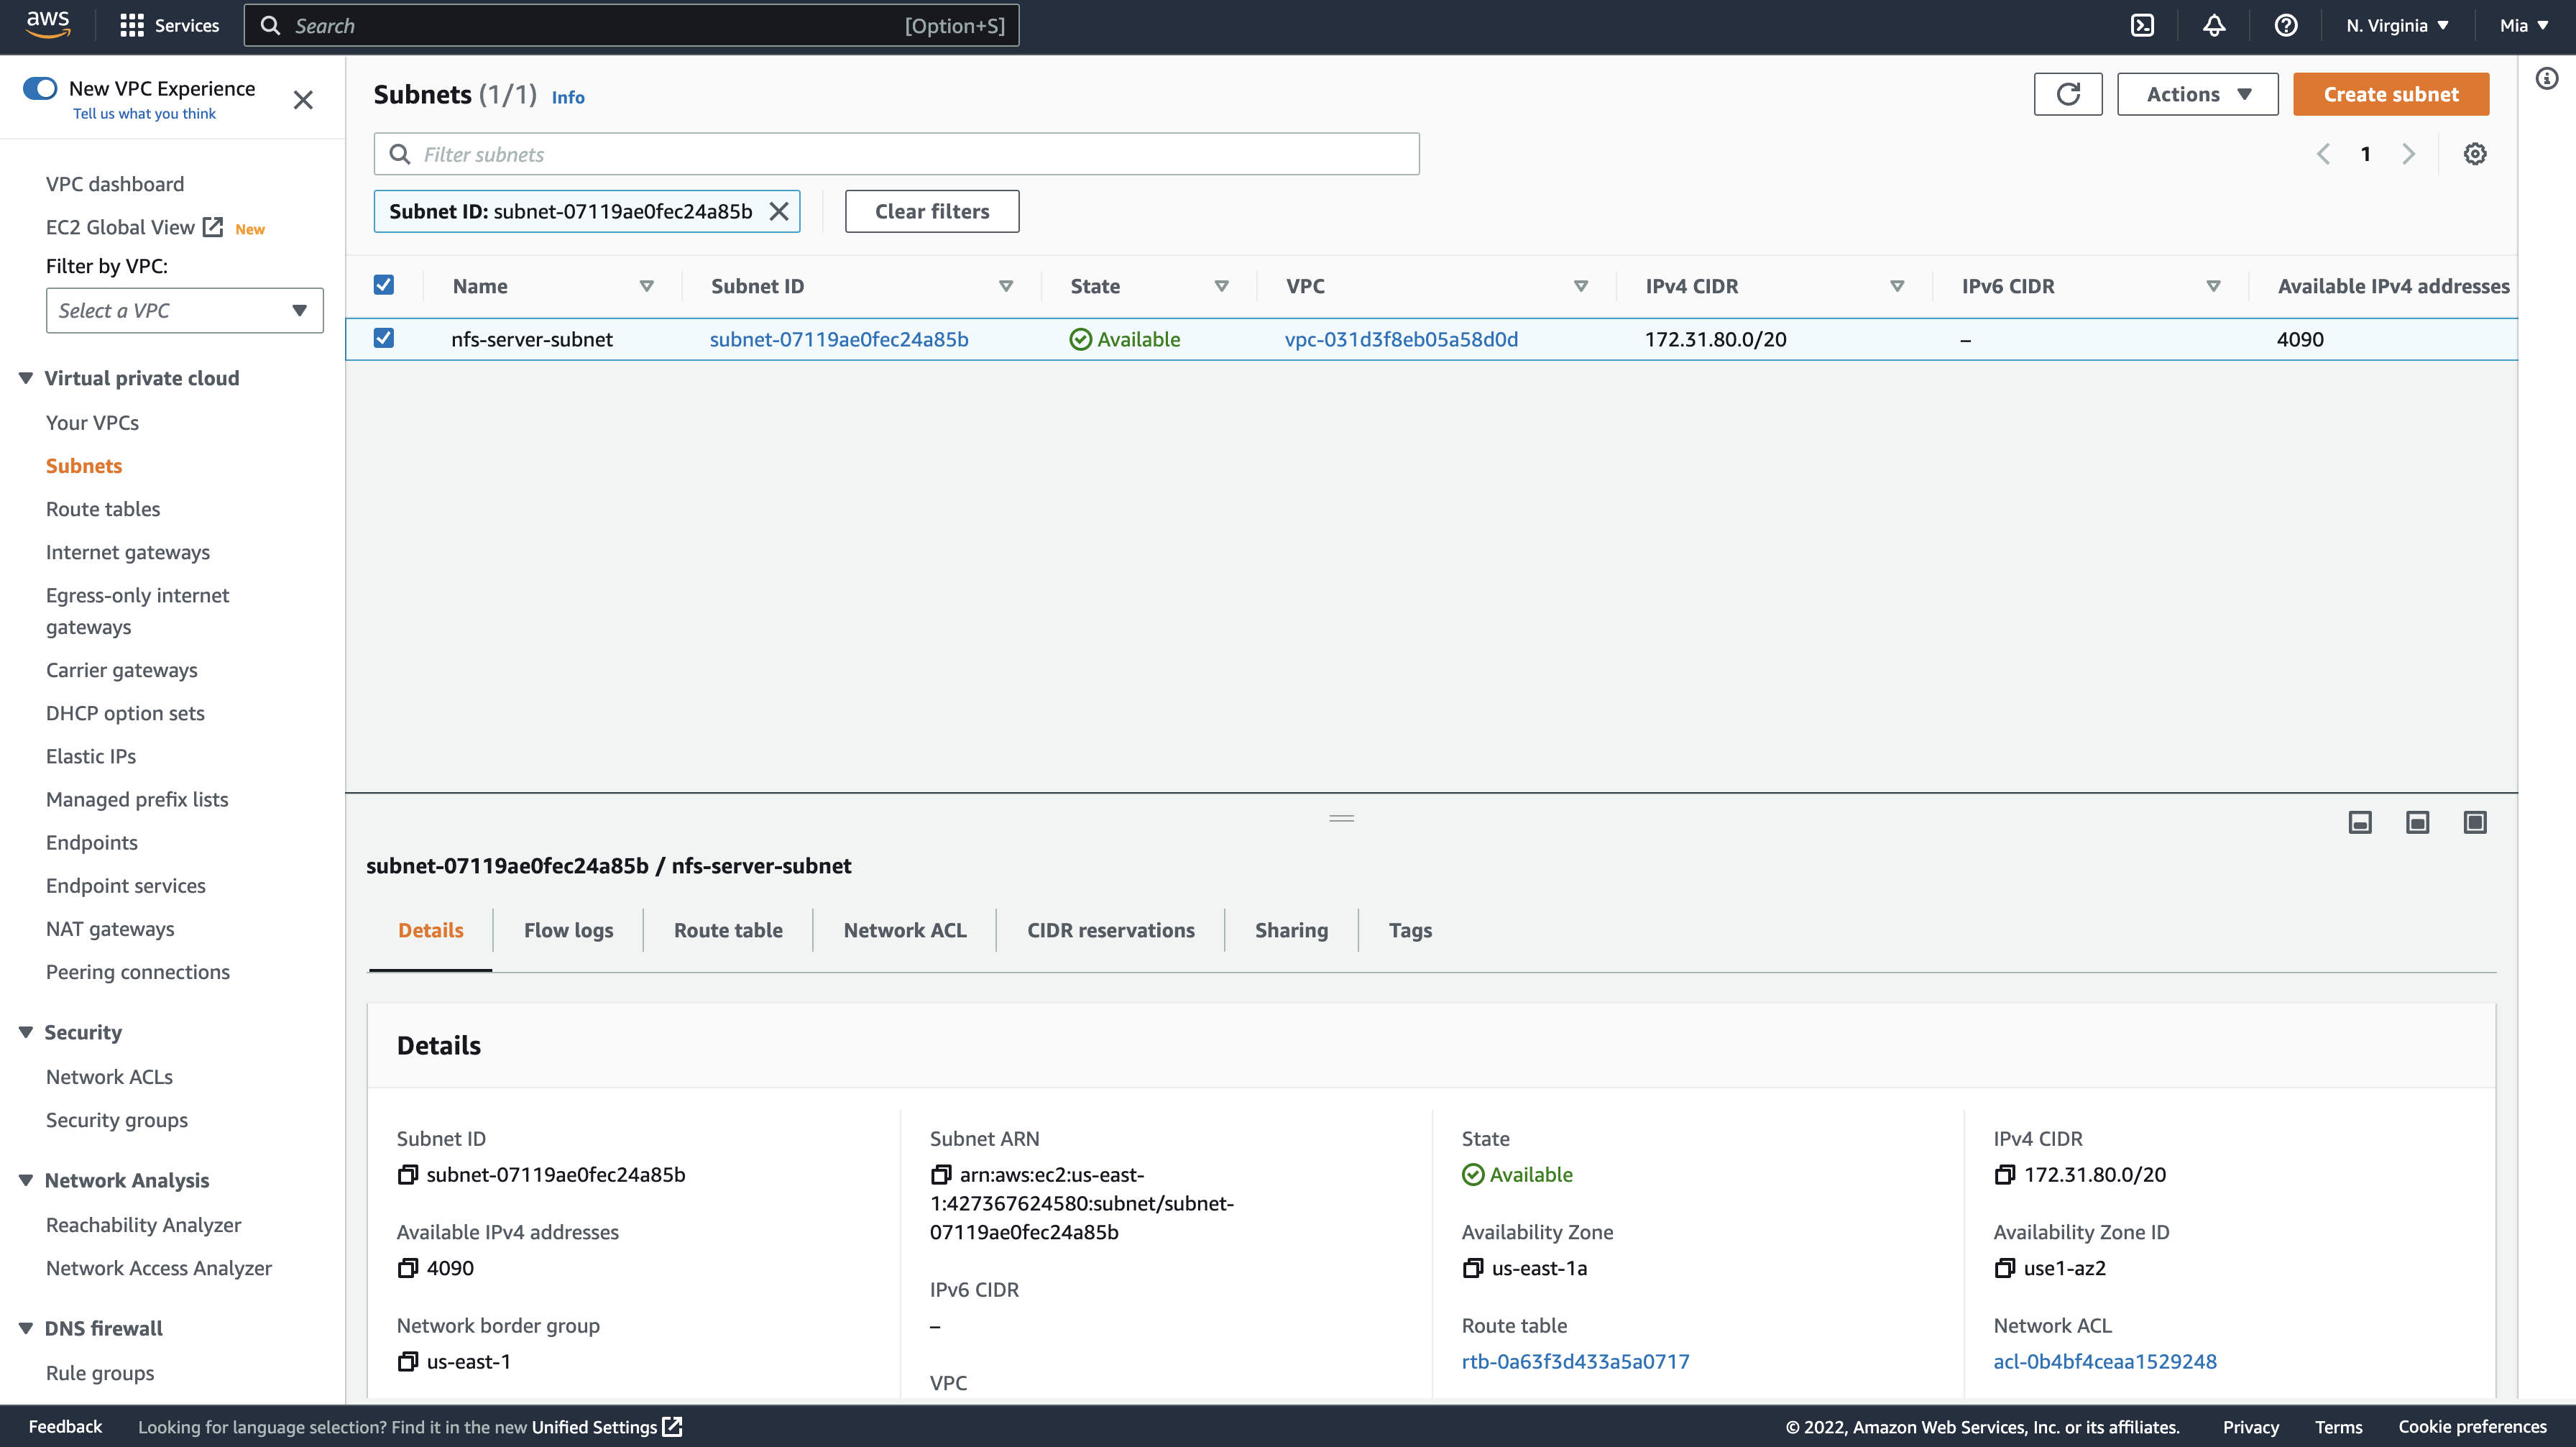 aws
Services
Search
[Option+S]
N. Virginia
Mia
New VPC Experience
Tell us what you think
VPC dashboard
EC2 Global View New
Filter by VPC:
Select a VPC
Virtual private cloud
Your VPCs
Subnets
Route tables
Internet gateways
Egress-only internet
gateways
Carrier gateways
DHCP option sets
Elastic IPs
Managed prefix lists
Endpoints
Endpoint services
NAT gateways
Peering connections
Security
Network ACLs
Security groups
Network Analysis
Reachability Analyzer
Network Access Analyzer
DNS firewall
Rule groups
Subnets (1/1) Info
Actions
Create subnet
Filter subnets
1
Subnet ID: subnet-07119ae0fec24a85b
Clear filters
Name Subnet ID State VPC IPv4 CIDR IPv6 CIDR Available IPv4 addresses
nfs-server-subnet subnet-07119ae0fec24a85b Available vpc-031d3f8eb05a58d0d 172.31.80.0/20 – 4090
subnet-07119ae0fec24a85b / nfs-server-subnet
Details Flow logs Route table Network ACL CIDR reservations Sharing Tags
Details
Subnet ID
subnet-07119ae0fec24a85b
Available IPv4 addresses
4090
Network border group
us-east-1
Subnet ARN
arn:aws:ec2:us-east-
1:427367624580:subnet/subnet-
07119ae0fec24a85b
IPv6 CIDR
–
VPC
State
Available
Availability Zone
us-east-1a
Route table
rtb-0a63f3d433a5a0717
IPv4 CIDR
172.31.80.0/20
Availability Zone ID
use1-az2
Network ACL
acl-0b4bf4ceaa1529248
Feedback
Looking for language selection? Find it in the new Unified Settings
© 2022, Amazon Web Services, Inc. or its affiliates.
Privacy
Terms
Cookie preferences